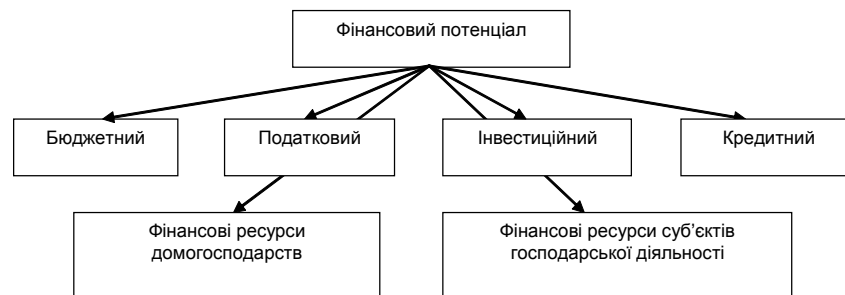 Фінансовий потенціал
Бюджетний
Податковий
Інвестиційний
Кредитний
Фінансові ресурси
домогосподарств
Фінансові ресурси суб’єктів
господарської діяльності